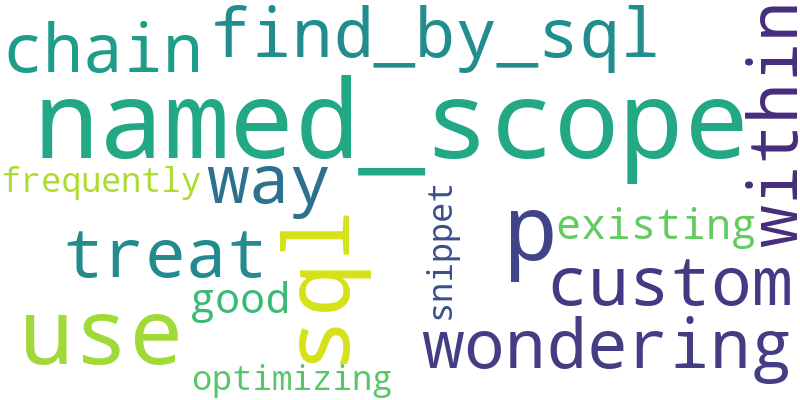 chain
find_by_sql
within
named_scope
frequently
way
snippet
p
existing
treat
sql
custom
good
use
wondering
optimizing